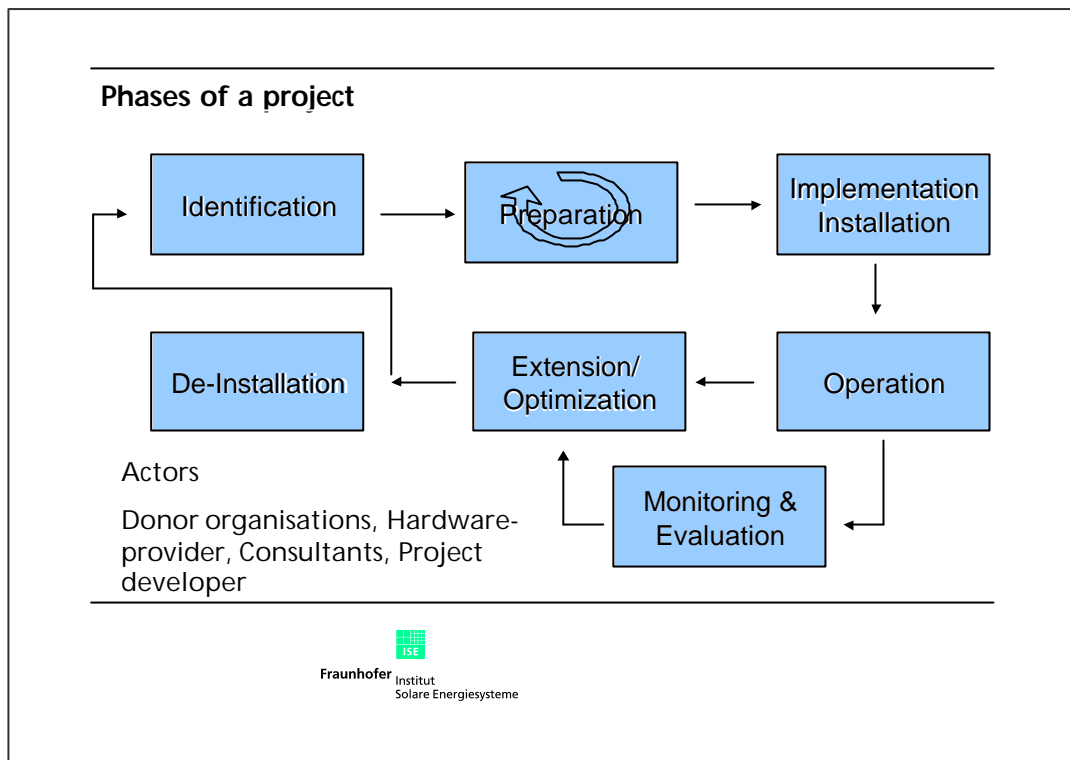 Phases of a project
Identification
Preparation
Implementation
Installation
De-Installation
Extension/
Optimization
Operation
Monitoring &
Evaluation
Actors
Donor organisations, Hardware-
provider, Consultants, Project
developer
ISE
Fraunhofer Institut
Solare Energiesysteme